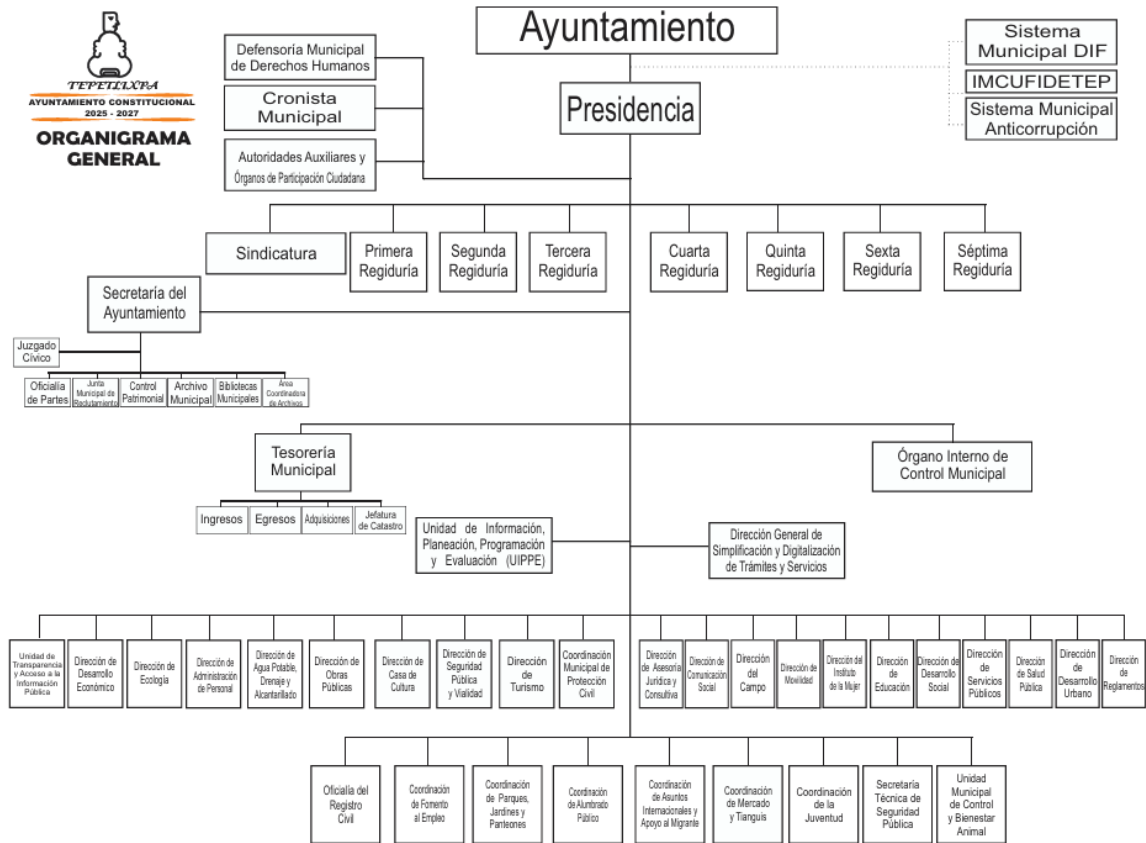 TEPETLIXPA
AYUNTAMIENTO CONSTITUCIONAL
2025 - 2027
ORGANIGRAMA
GENERAL
Ayuntamiento
Presidencia
Defensoría Municipal
de Derechos Humanos
Cronista
Municipal
Autoridades Auxiliares y
Órganos de Participación Ciudadana
Sistema
Municipal DIF
IMCUFIDETEP
Sistema Municipal
Anticorrupción
Sindicatura
Primera
Regiduría
Segunda
Regiduría
Tercera
Regiduría
Cuarta
Regiduría
Quinta
Regiduría
Sexta
Regiduría
Séptima
Regiduría
Secretaría del
Ayuntamiento
Juzgado
Cívico
Oficialía
de Partes
Junta
Municipal de
Reclutamiento
Control
Patrimonial
Archivo
Municipal
Bibliotecas
Municipales
Área
Coordinadora
de Archivos
Tesorería
Municipal
Órgano Interno de
Control Municipal
Ingresos
Egresos
Adquisiciones
Jefatura
de Catastro
Unidad de Información,
Planeación, Programación
y Evaluación (UIPPE)
Dirección General de
Simplificación y Digitalización
de Trámites y Servicios
Unidad de
Transparencia
y Acceso a la
Información
Pública
Dirección de
Desarrollo
Económico
Dirección de
Ecología
Dirección de
Administración
de Personal
Dirección de
Agua Potable,
Drenaje y
Alcantarillado
Dirección de
Obras
Públicas
Dirección de
Casa de
Cultura
Dirección de
Seguridad
Pública
y Vialidad
Dirección
de
Turismo
Coordinación
Municipal de
Protección
Civil
Dirección
de Asesoría
Jurídica y
Consultiva
Dirección de
Comunicación
Social
Dirección
del
Campo
Dirección de
Movilidad
Dirección del
Instituto
de la Mujer
Dirección
de
Educación
Dirección de
Desarrollo
Social
Dirección
de
Servicios
Públicos
Dirección
de Salud
Pública
Dirección
de
Desarrollo
Urbano
Dirección
de
Reglamentos
Oficialía del
Registro
Civil
Coordinación
de Fomento
al Empleo
Coordinación
de Parques,
Jardines y
Panteones
Coordinación
de Alumbrado
Público
Coordinación
de Asuntos
Internacionales y
Apoyo al Migrante
Coordinación
de Mercado
y Tianguis
Coordinación
de la
Juventud
Secretaría
Técnica de
Seguridad
Pública
Unidad
Municipal
de Control
y Bienestar
Animal